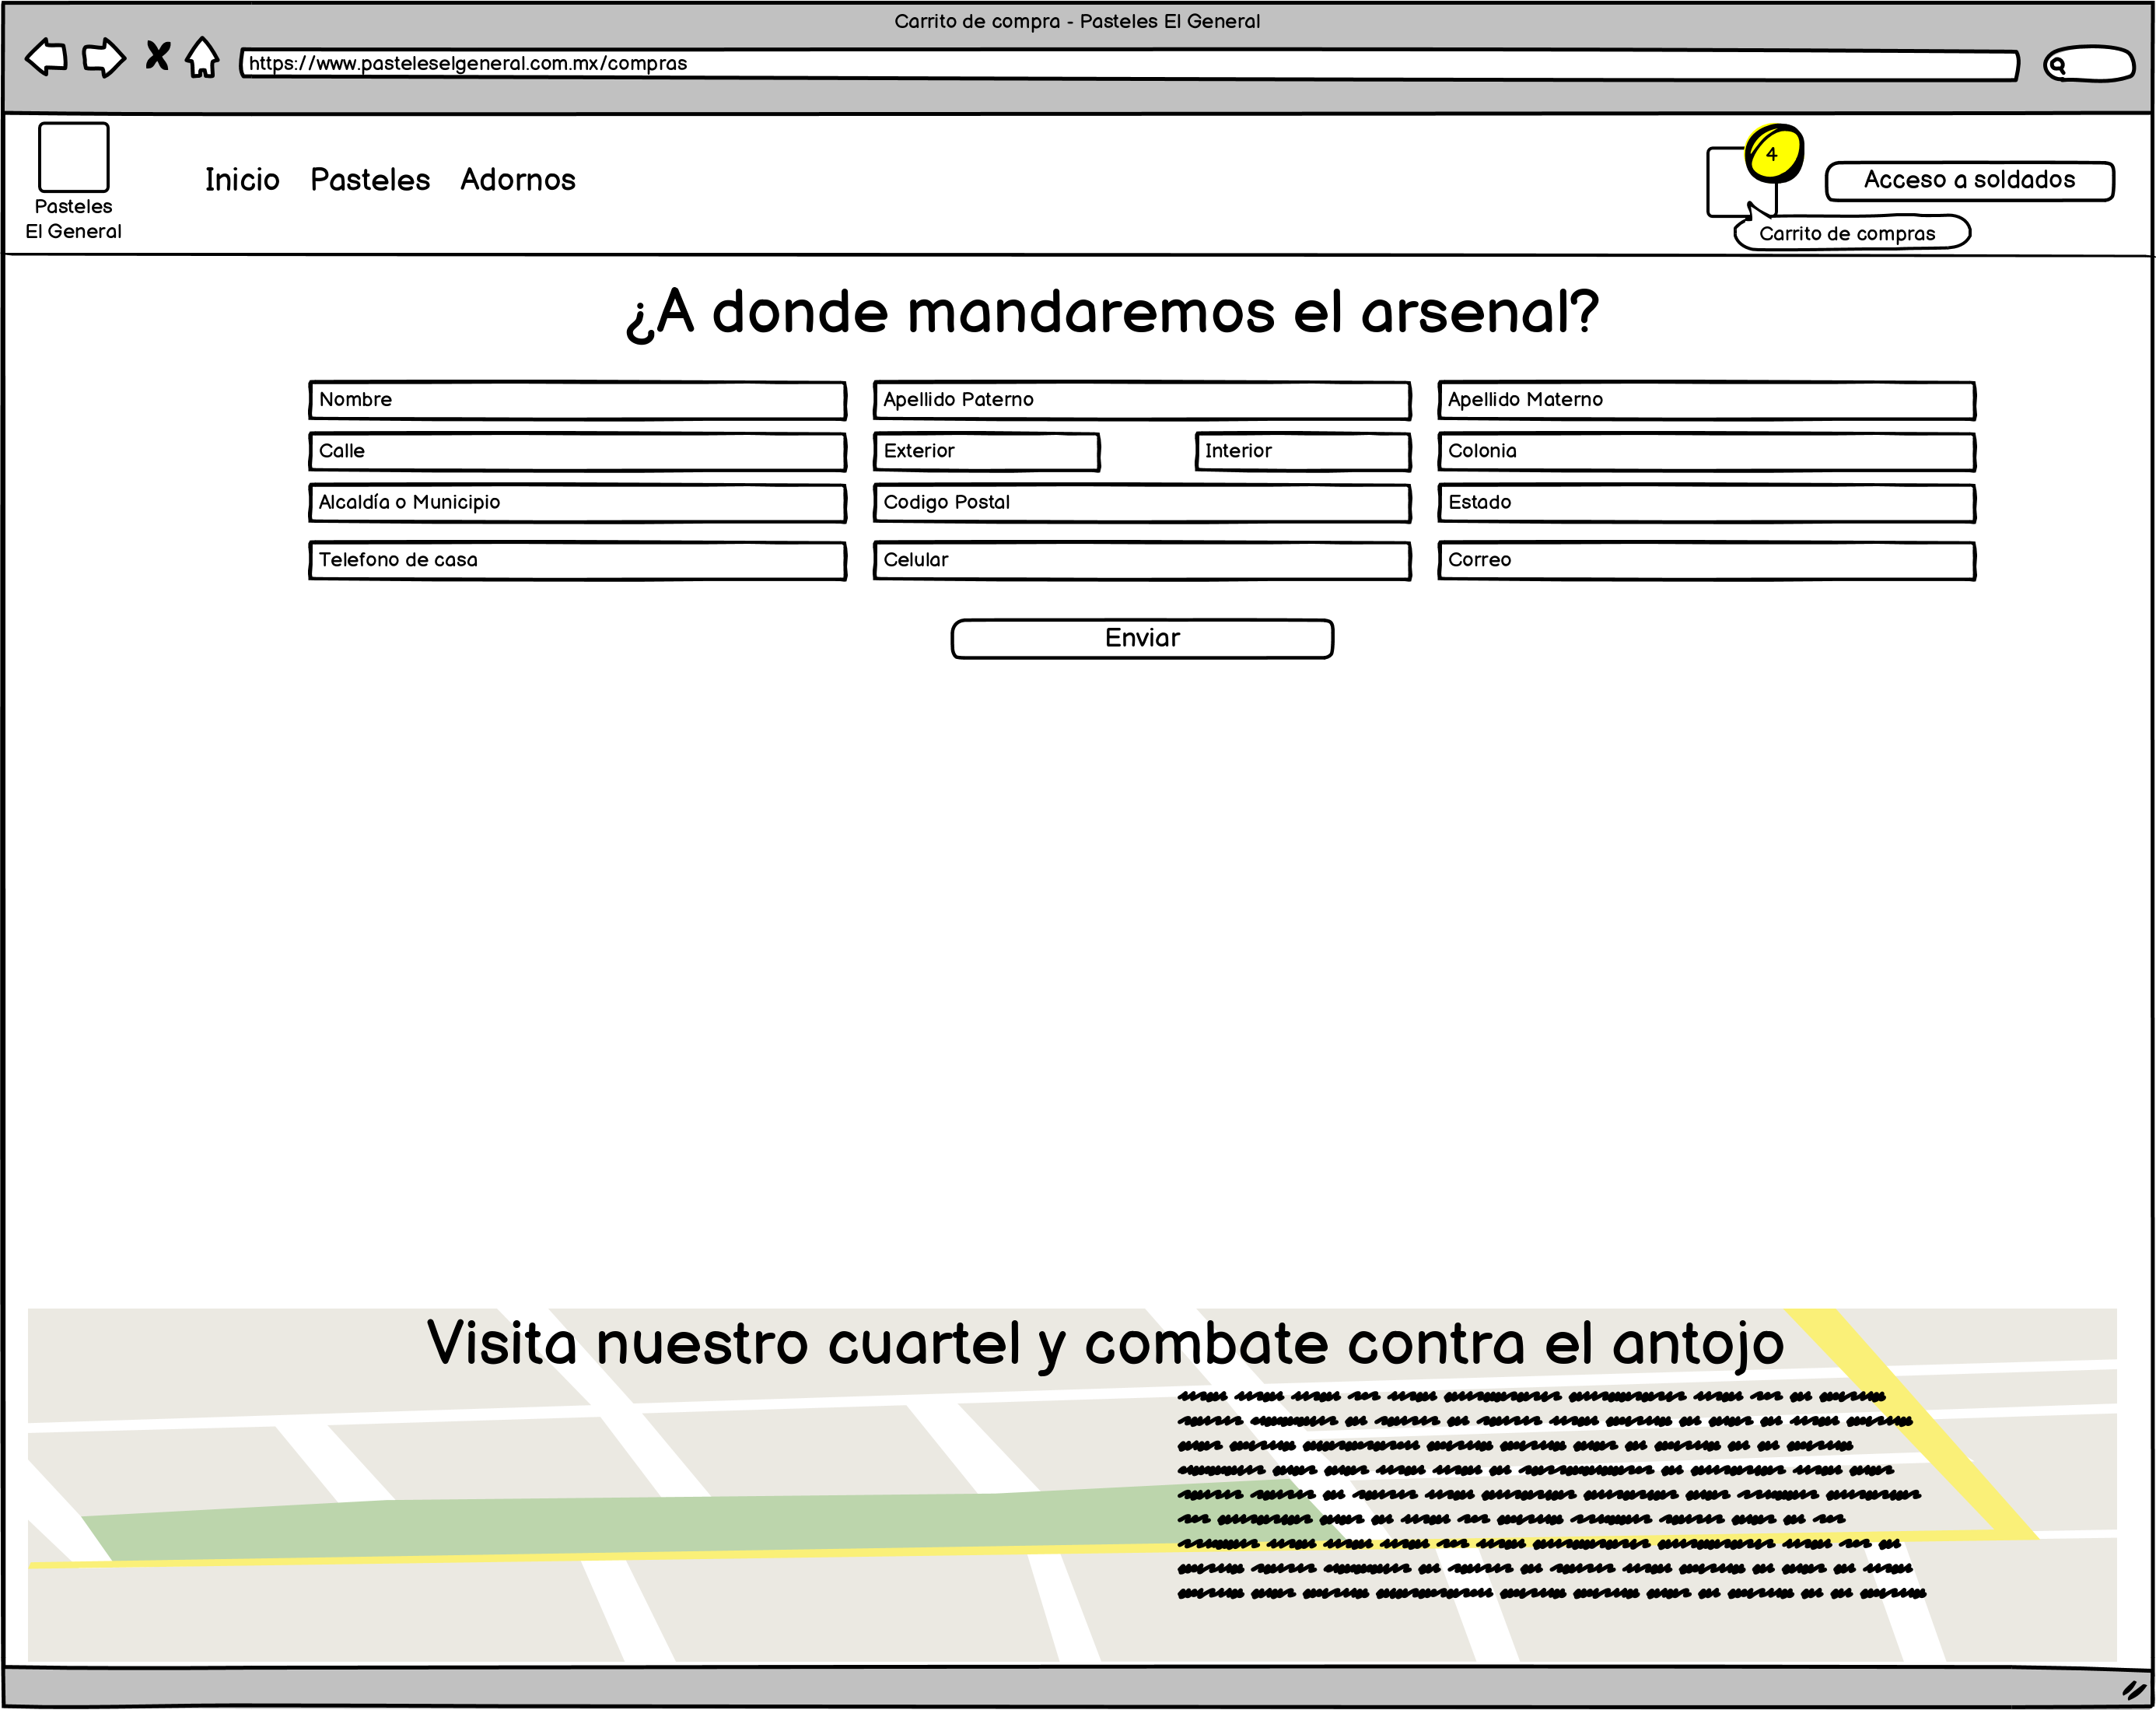 Carrito de compra - Pasteles El General
https://www.pasteleselgeneral.com.mx/compras
Pasteles
El General
Inicio Pasteles Adornos
4
Carrito de compras
Acceso a soldados
¿A donde mandaremos el arsenal?
Nombre Apellido Paterno Apellido Materno
Calle Exterior Interior Colonia
Alcaldía o Municipio Codigo Postal Estado
Telefono de casa Celular Correo
Enviar
Visita nuestro cuartel y combate contra el antojo